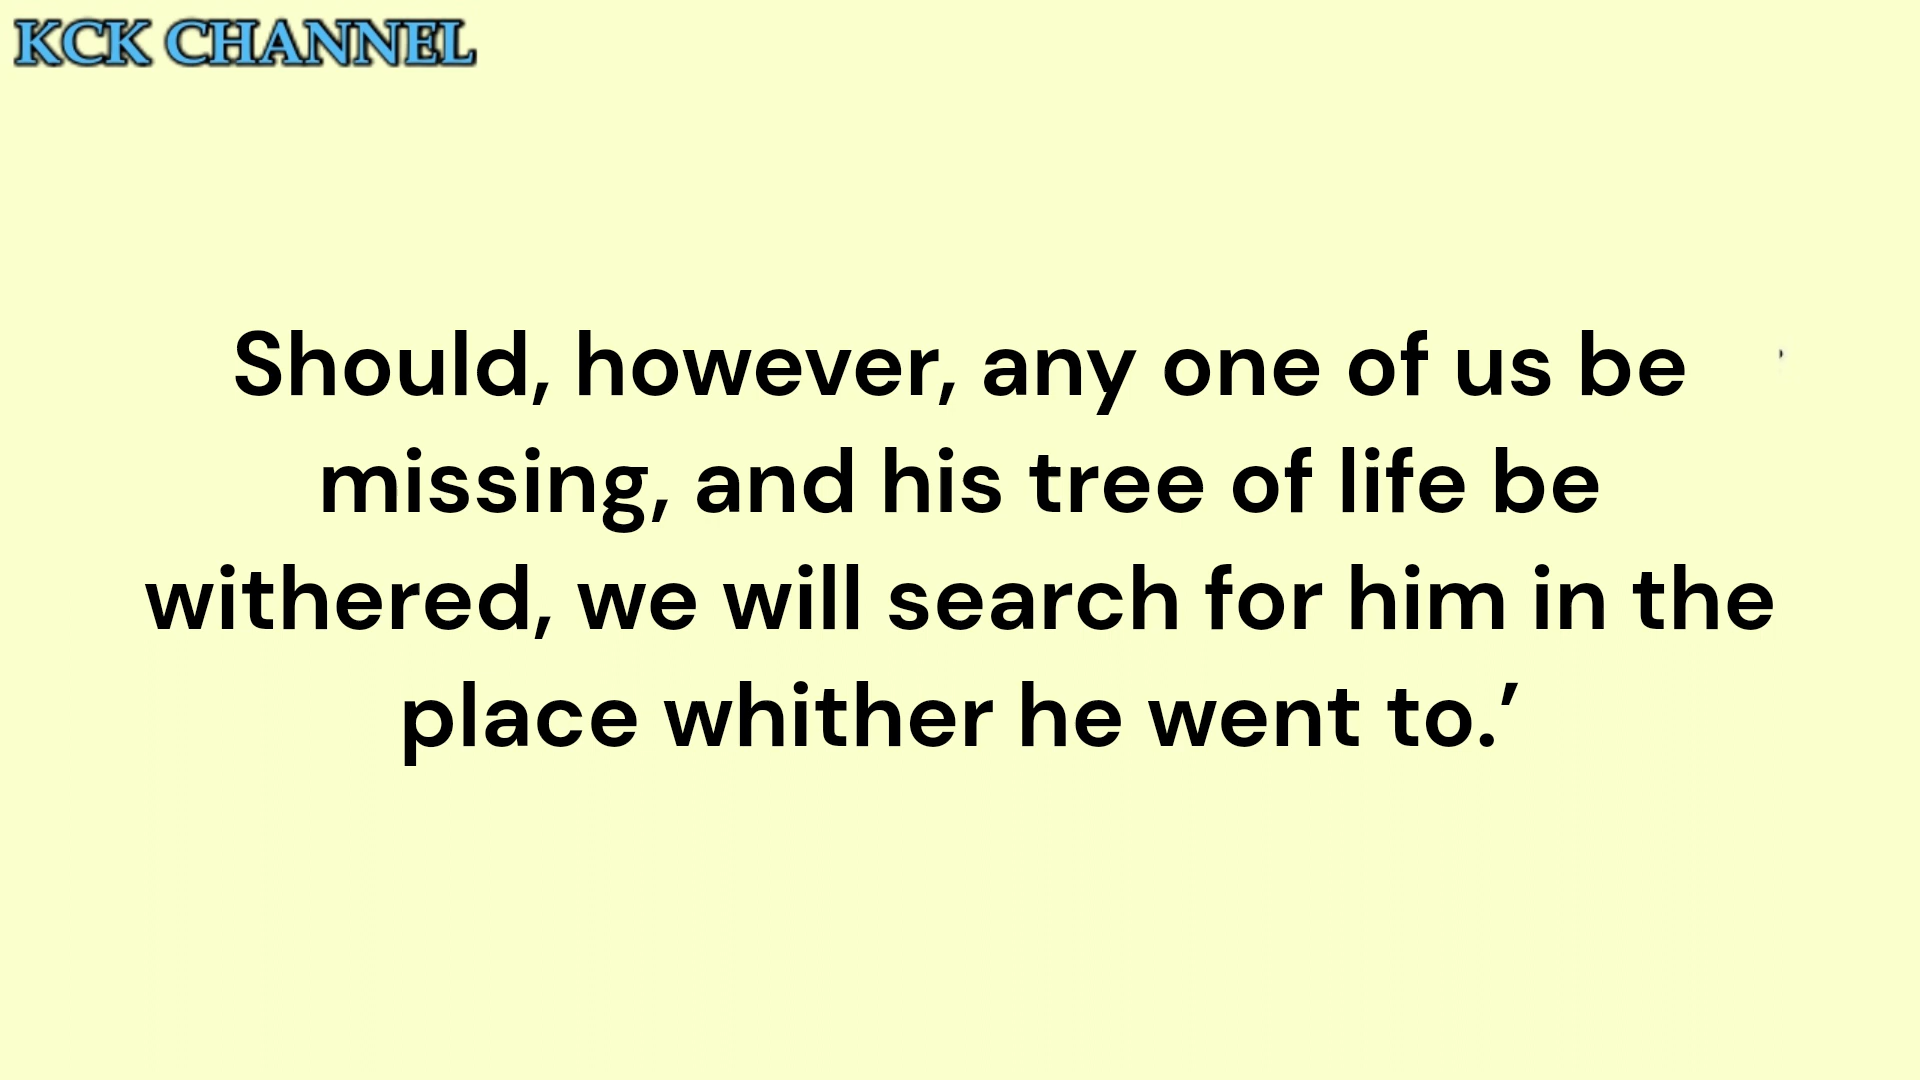 KCK CHANNEL
Should, however, any one of us be
missing, and his tree of life be
withered, we will search for him in the
place whither he went to.’